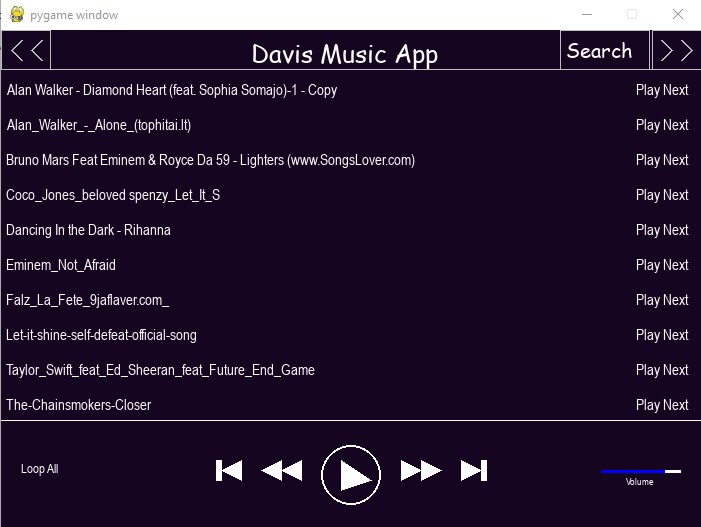 pygame window
Davis Music App
Search
Alan Walker - Diamond Heart (feat. Sophia Somajo)-1 - Copy Play Next
Alan_Walker_-_Alone_(tophitai.lt) Play Next
Bruno Mars Feat Eminem & Royce Da 59 - Lighters (www.SongsLover.com) Play Next
Coco_Jones_beloved spenzy_Let_It_S Play Next
Dancing In the Dark - Rihanna Play Next
Eminem_Not_Afraid Play Next
Falz_La_Fete_9jaflaver.com_ Play Next
Let-it-shine-self-defeat-official-song Play Next
Taylor_Swift_feat_Ed_Sheeran_feat_Future_End_Game Play Next
The-Chainsmokers-Closer Play Next
Loop All
Volume